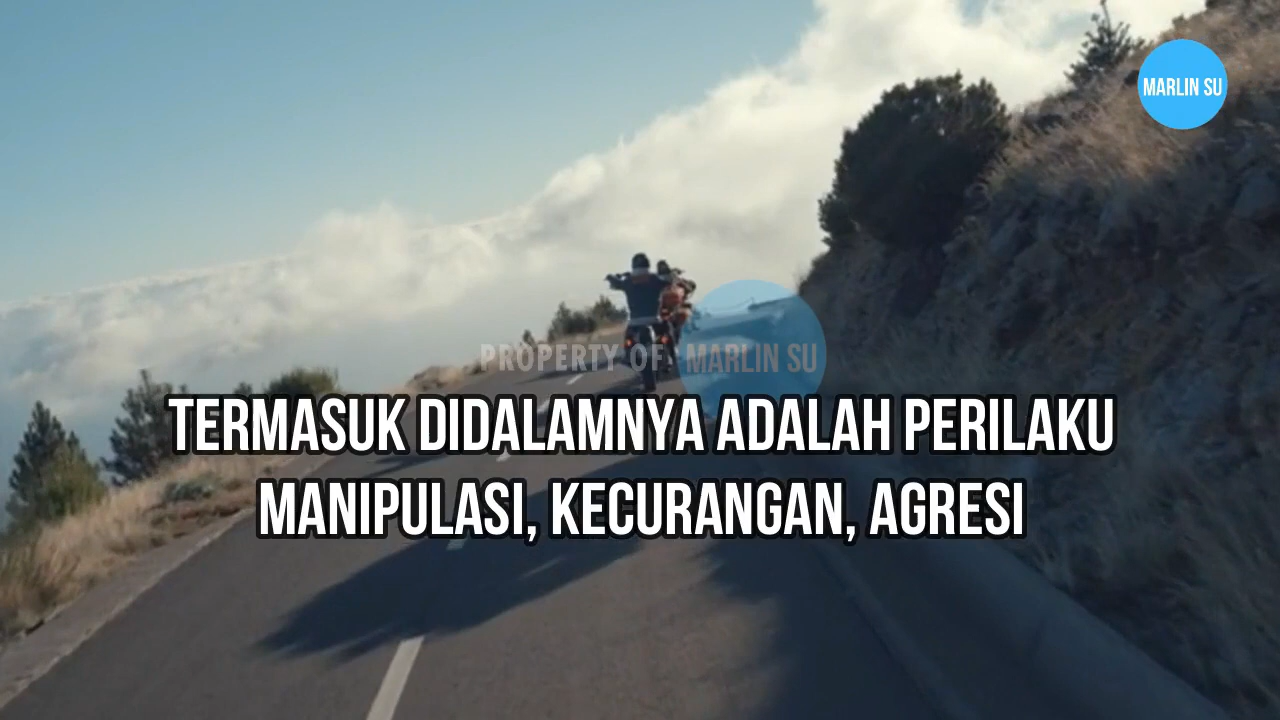 MARLIN SU
PROPERTY OF: MARLIN SU
TERMASUK DIDALAMNYA ADALAH PERILAKU
MANIPULASI, KECURANGAN, AGRESI